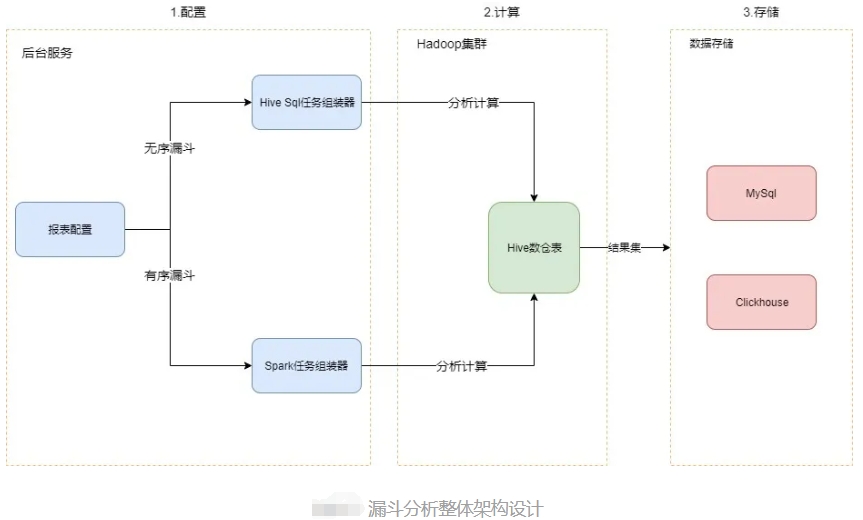 1.配置
2.计算
3.存储
后台服务
Hadoop集群
数据存储
Hive Sql任务组装器
分析计算
无序漏斗
MySql
报表配置
Hive数仓表
结果集
有序漏斗
Clickhouse
Spark任务组装器
分析计算
漏斗分析整体架构设计